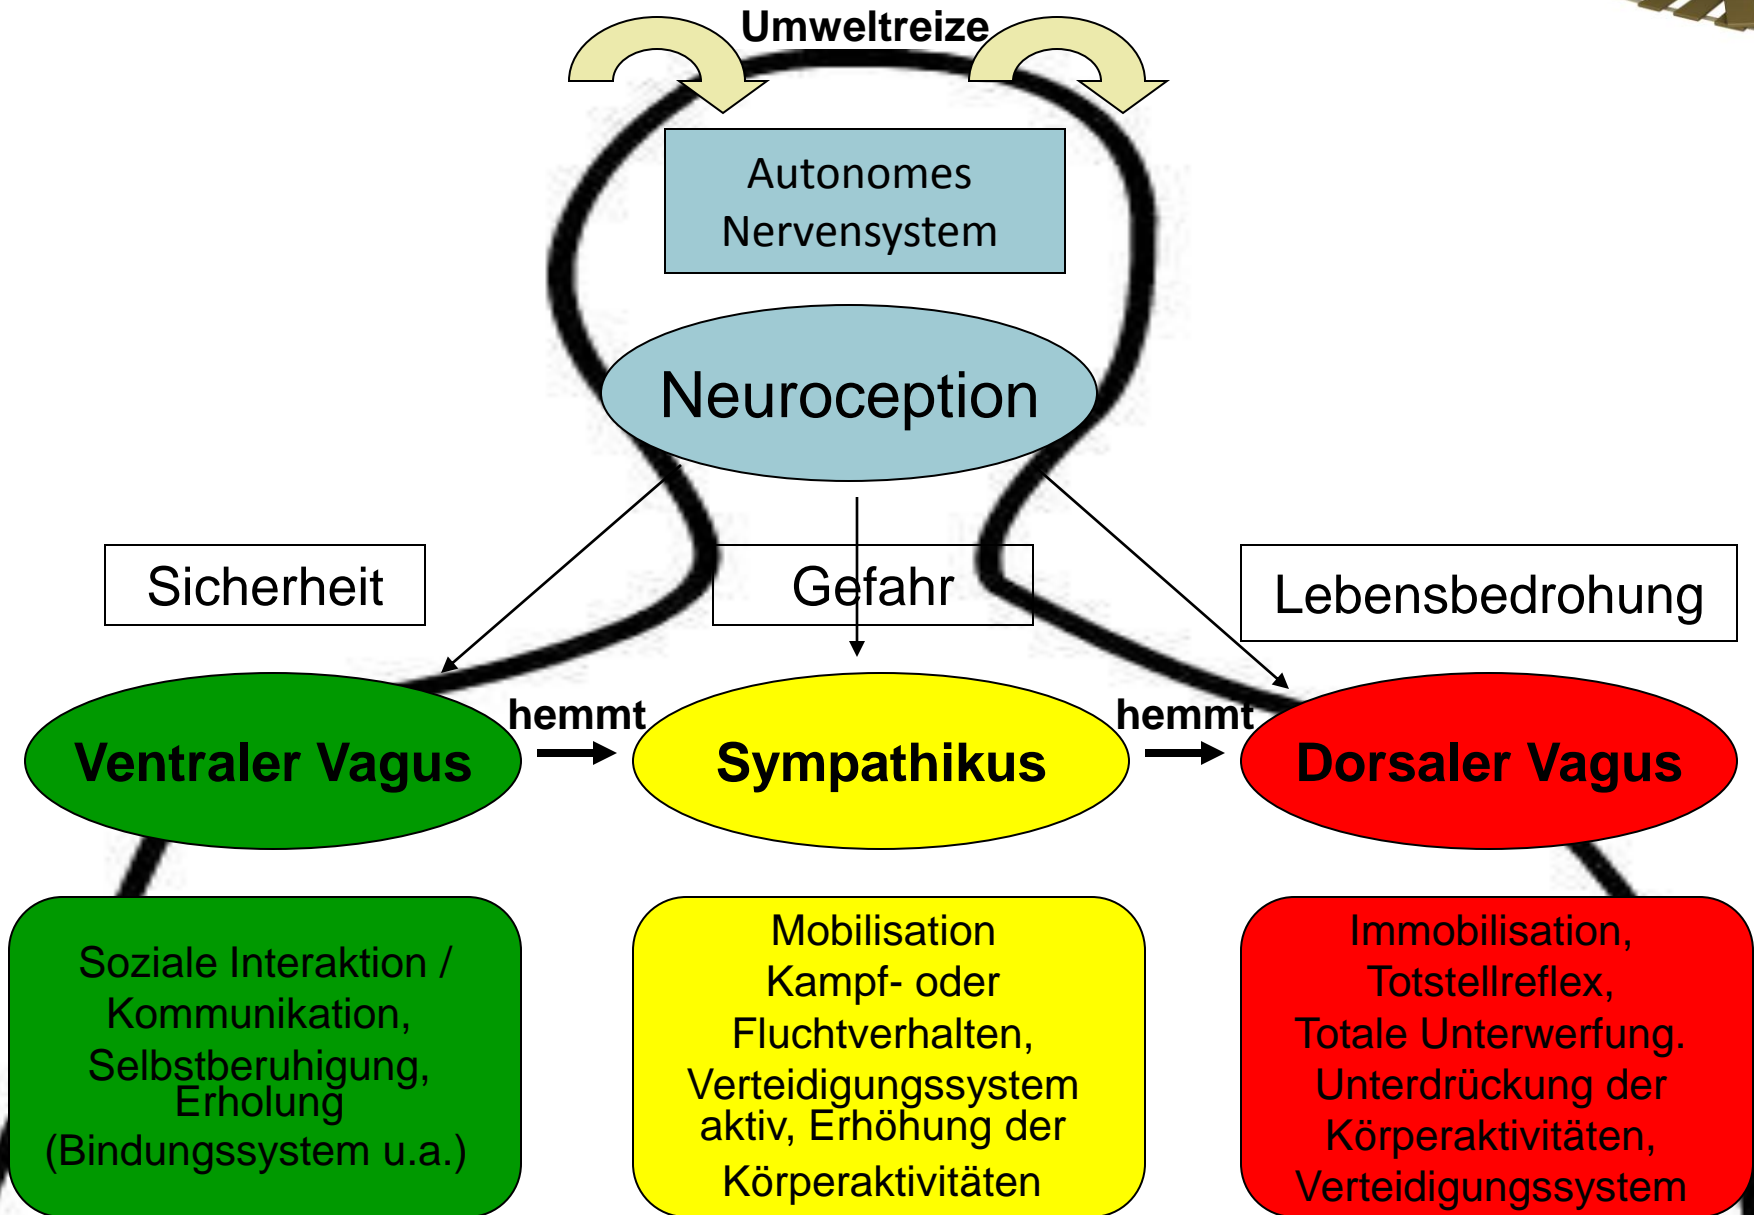 Umweltreize
Autonomes
Nervensystem
Neuroception
Sicherheit
Gefahr
Lebensbedrohung
hemmt
hemmt
Ventraler Vagus
Sympathikus
Dorsaler Vagus
Soziale Interaktion /
Kommunikation,
Selbstberuhigung,
Erholung
(Bindungssystem u.a.)
Mobilisation
Kampf- oder
Fluchtverhalten,
Verteidigungssystem
aktiv, Erhöhung der
Körperaktivitäten
Immobilisation,
Totstellreflex,
Totale Unterwerfung.
Unterdrückung der
Körperaktivitäten,
Verteidigungssystem